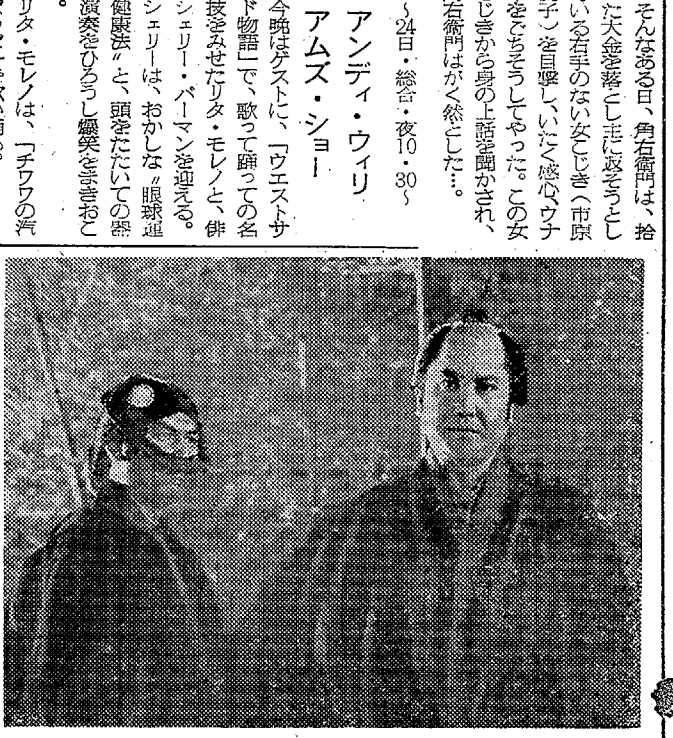 そんなある日、角右衛門は、拾
た大金を落とし主に返そうとし
いる右手のない女こじき(市原
子)を目撃し、いたく感心、ウナ
をごちそうしてやった。この女
じきから身の上話を聞かされ、
右衛門はがく然とした…。
~24日・総合・夜10・30~
アンディ・ウィリ
アムズ・ショー
今晩はゲストに、「ウエストサ
ド物語」で、歌って踊っての名
技をみせたリタ・モレノと、俳
シェリー・バーマンを迎える。
シェリーは、おかしな〝眼球運
健康法〟と、頭をたたいての器
演奏をひろうし爆笑をまきおこ
。
リタ・モレノは、「チワワの汽